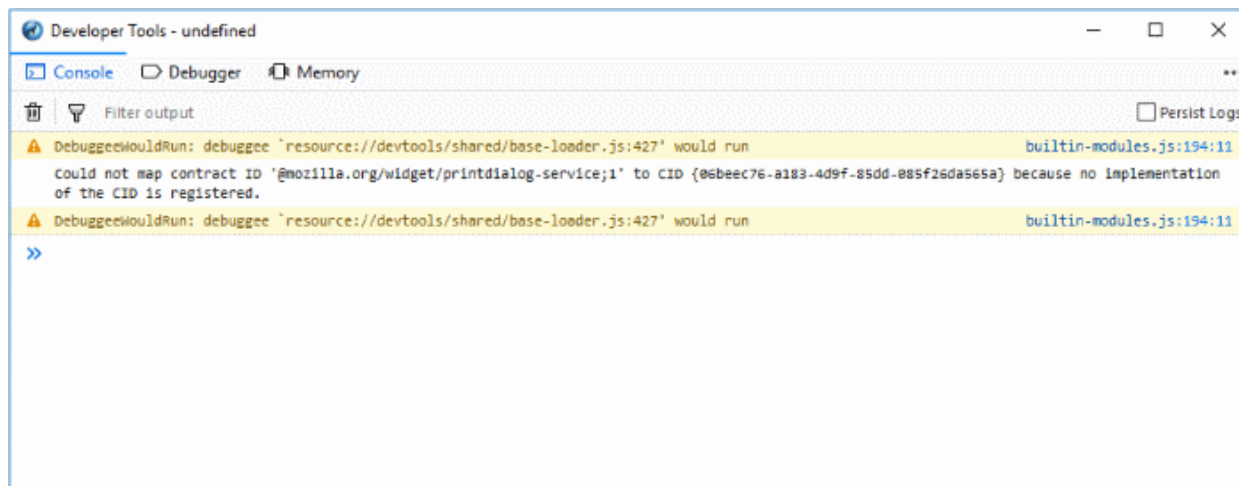 Developer Tools - undefined
Console Debugger Memory
Filter output Persist Logs
DebuggeeWouldRun: debuggee `resource://devtools/shared/base-loader.js:427' would run builtin-modules.js:194:11
Could not map contract ID '@mozilla.org/widget/printdialog-service;1' to CID {06beec76-a183-4d9f-85dd-085f26da565a} because no implementation
of the CID is registered.
DebuggeeWouldRun: debuggee `resource://devtools/shared/base-loader.js:427' would run builtin-modules.js:194:11